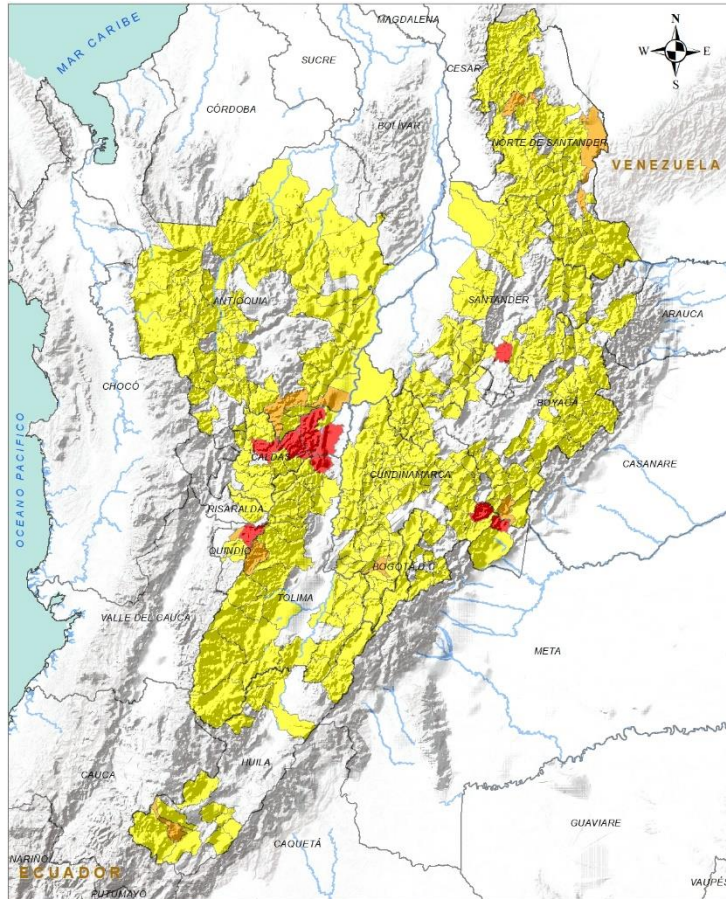 MAGDALENA
N
MAR CARIBE
SUCRE
CESAR
W
E
S
CÓRDOBA
BOLÍVAR
NORTE DE SANTANDER
VENEZUELA
ANTIOQUIA
SANTANDER
ARAUCA
CHOCÓ
BOYACÁ
OCEANO PACIFICO
CALDAS
CUNDINAMARCA
CASANARE
RISARALDA
QUINDIO
BOGOTÁ D.C
TOLIMA
VALLE DEL CAUCA
META
HUILA
CAUCA
GUAVIARE
CAQUETÁ
NARIÑO
ECUADOR
PUTUMAYO
VAUPÉS